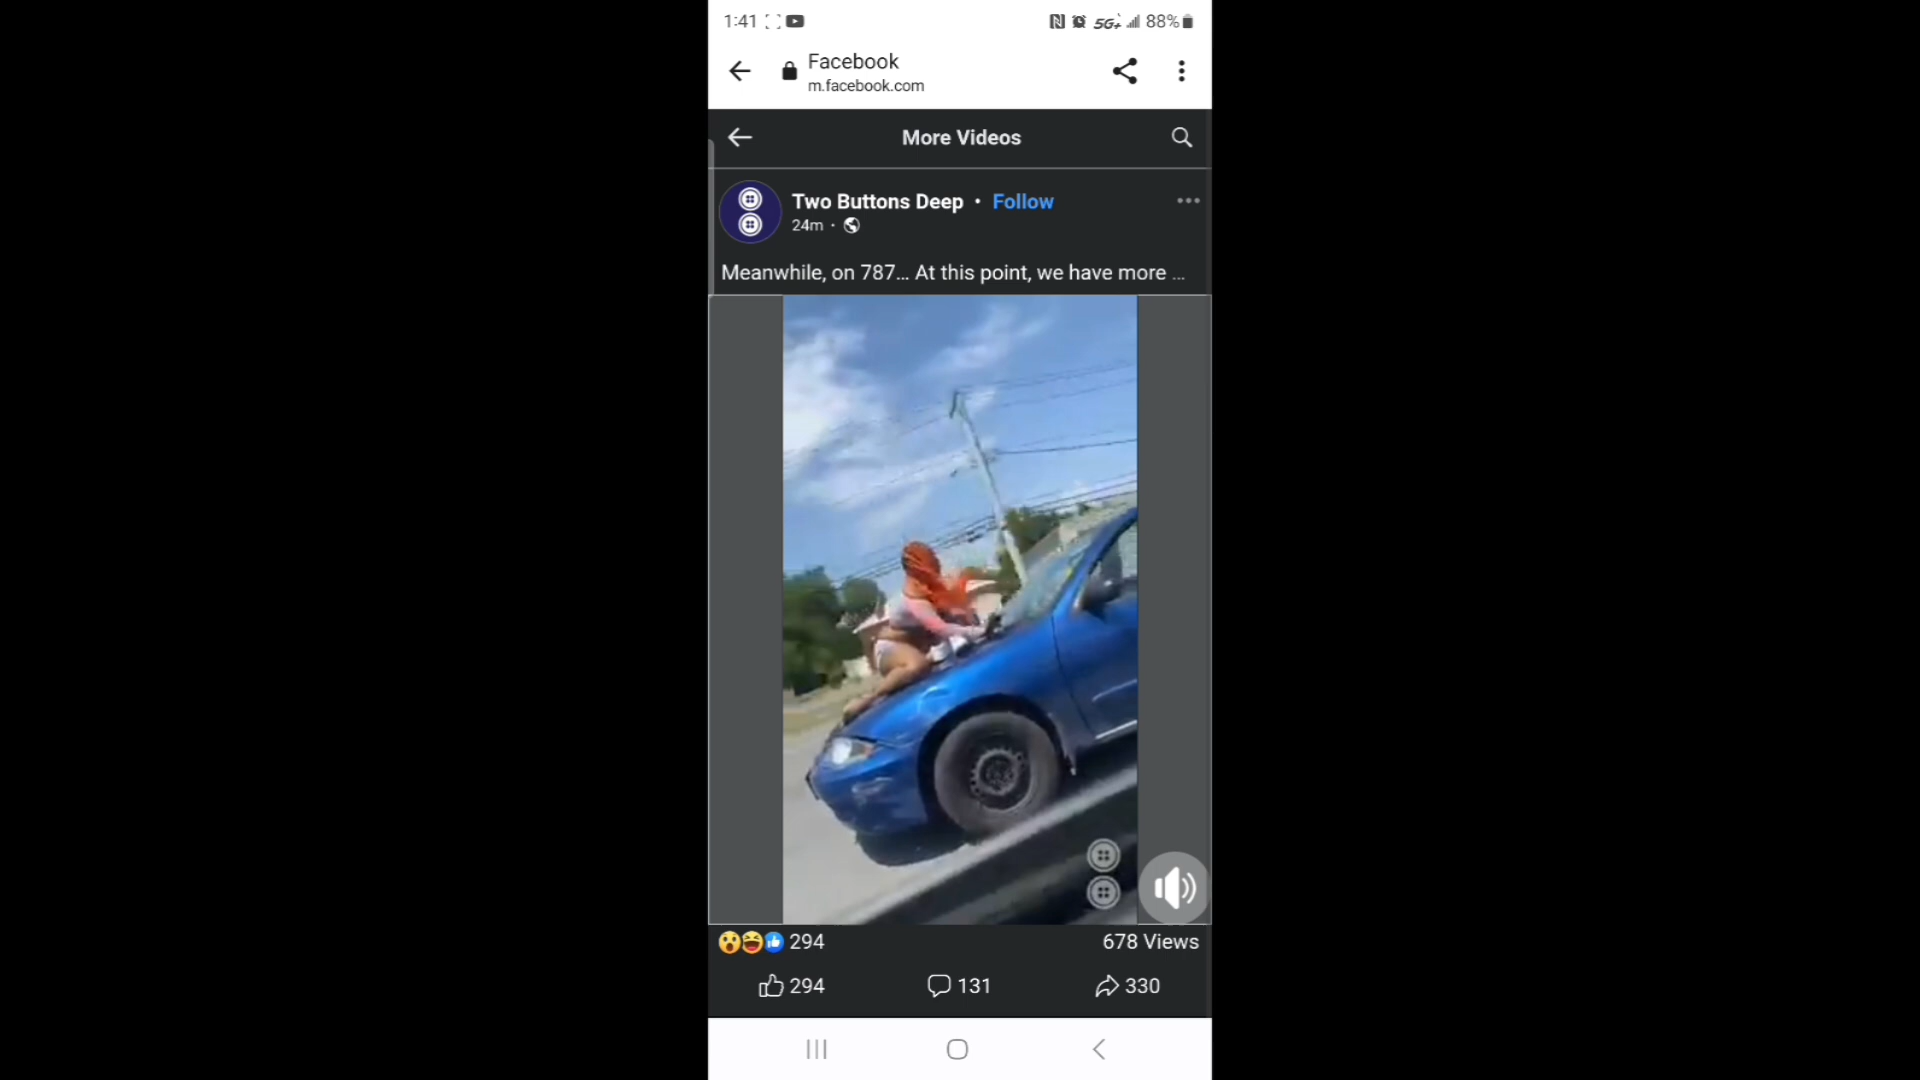 1:41
5G+ 88%
Facebook
m.facebook.com
More Videos
Two Buttons Deep • Follow
24m ·
Meanwhile, on 787... At this point, we have more ...
294
678 Views
294
131
330